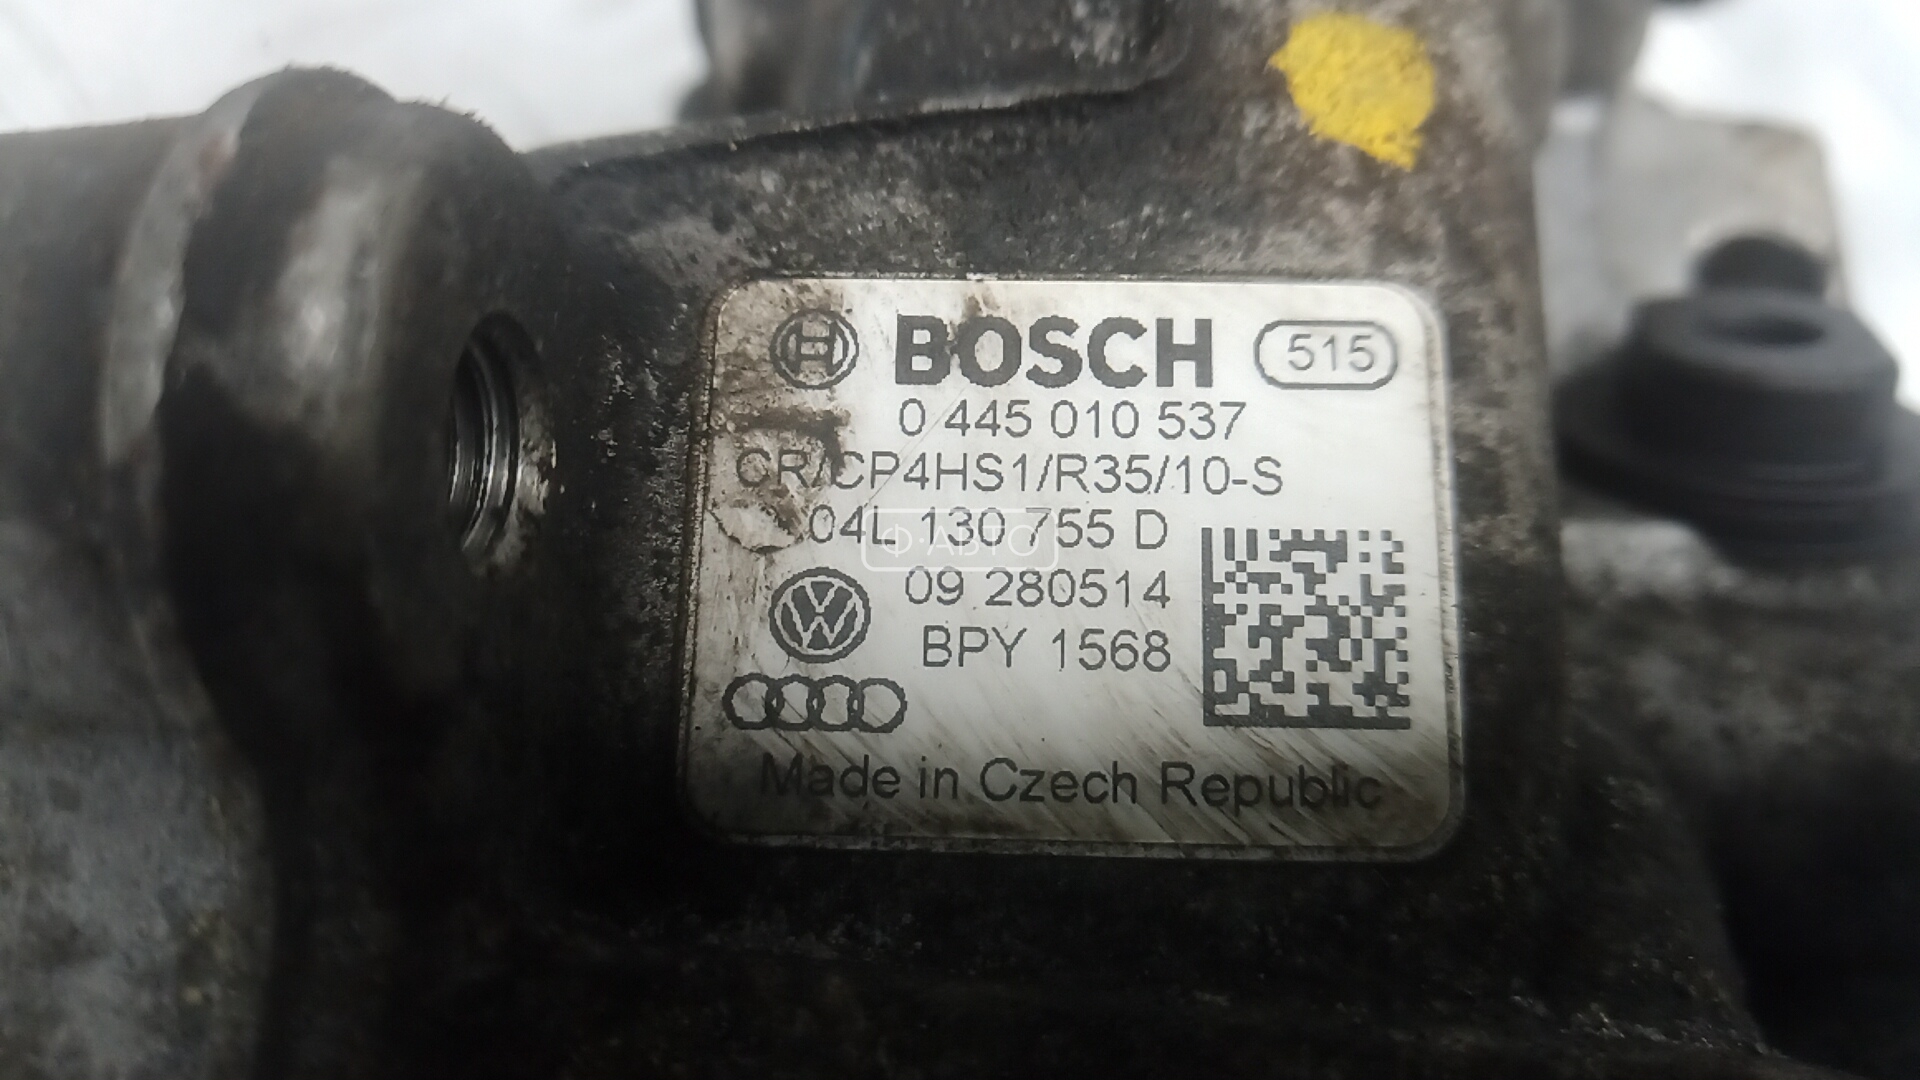 BOSCH 515
0 445 010 537
CR/CP4HS1/R35/10-S
04L 130 755 D
Ф-АВТО
09 280514
BPY 1568
Made in Czech Republic